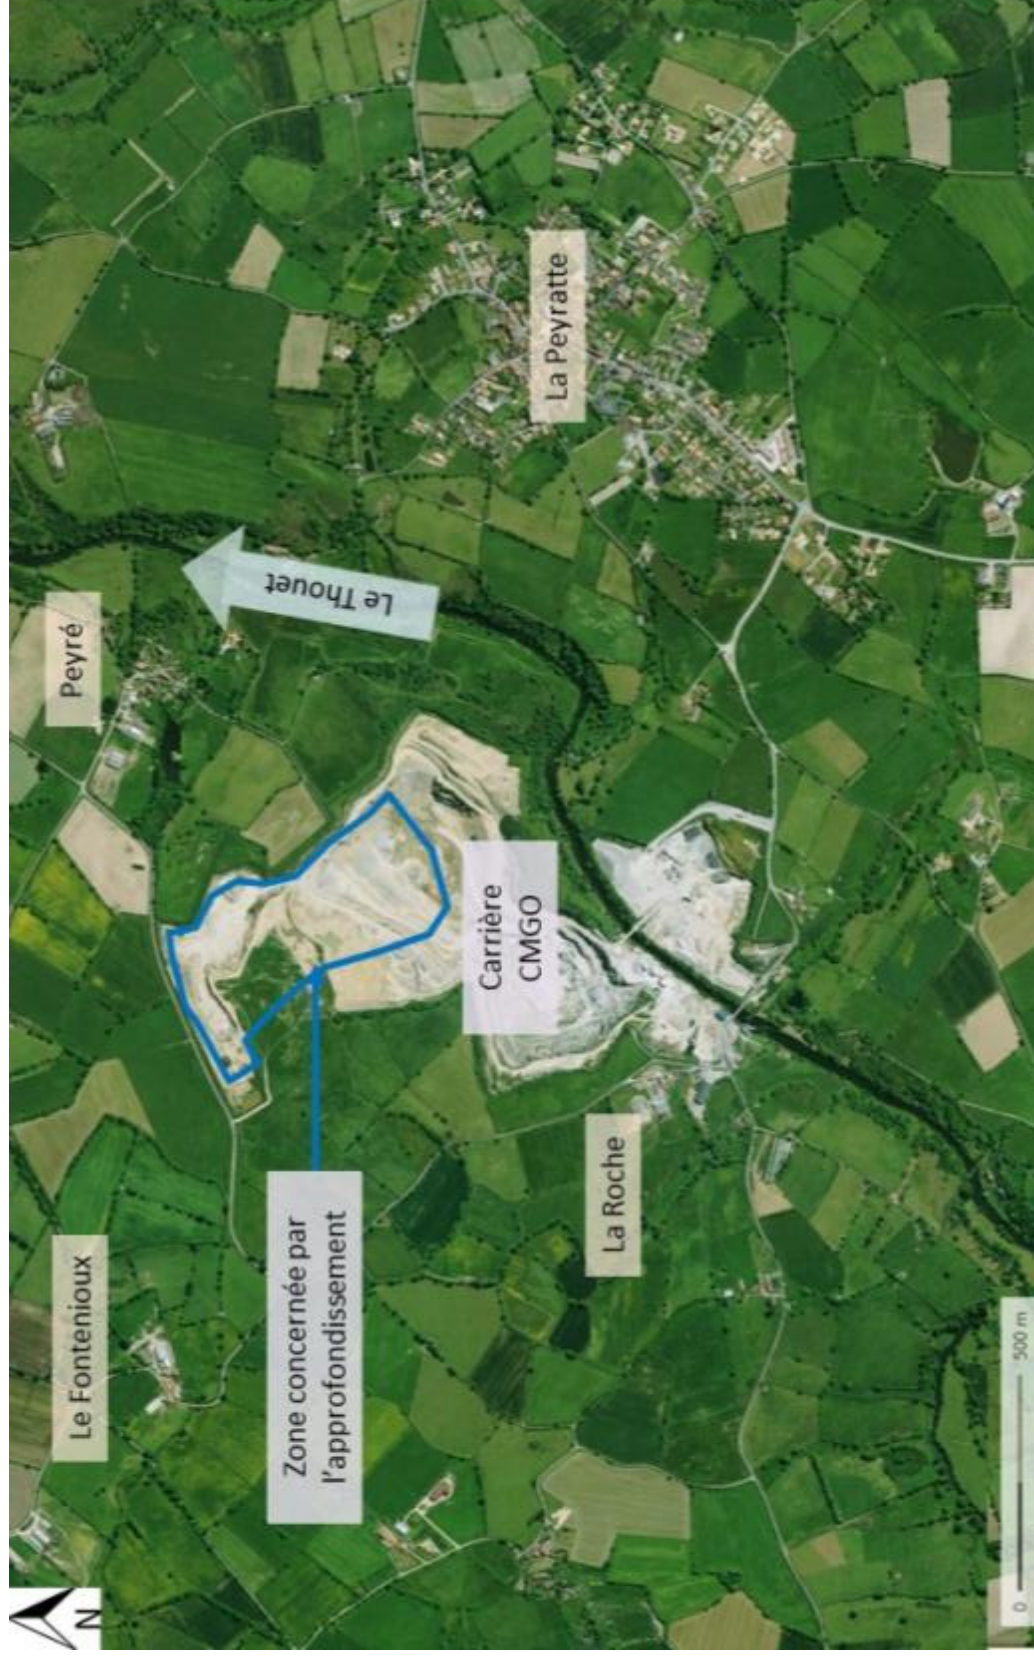 N
Le Fontenioux
Peyré
Zone concernée par
l'approfondissement
Le Thouet
Carrière
CMGO
La Peyratte
La Roche
0 500 m